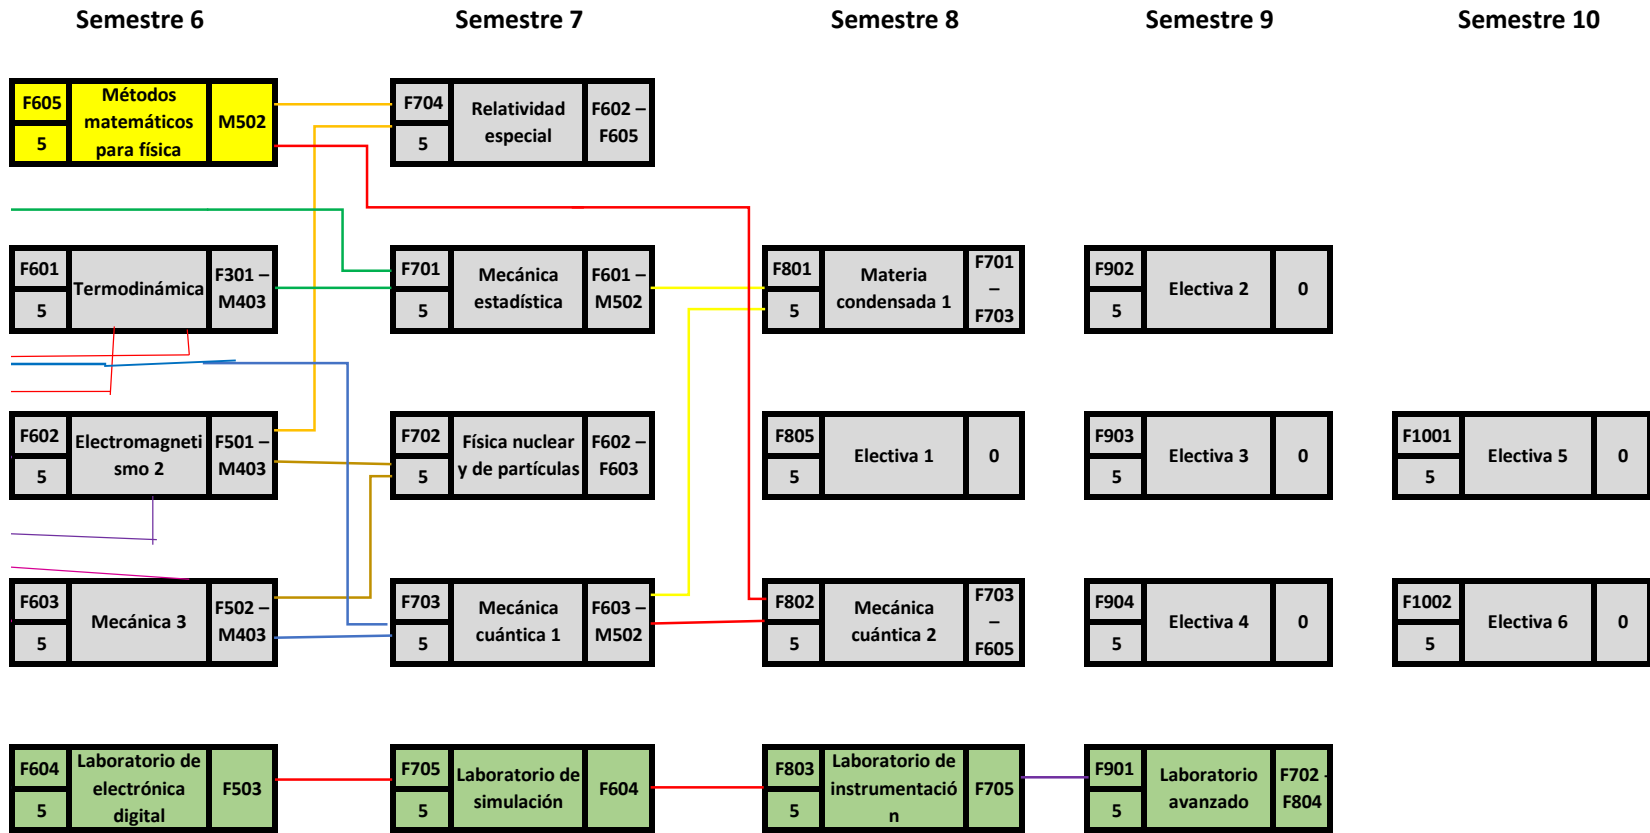 Semestre 6
Semestre 7
Semestre 8
Semestre 9
Semestre 10
F605
5
Métodos
matemáticos
para física
M502
F704
5
Relatividad
especial
F602 –
F605
F601
5
Termodinámica
F301 –
M403
F701
5
Mecánica
estadística
F601 –
M502
F801
5
Materia
condensada 1
F701
–
F703
F902
5
Electiva 2
0
F602
5
Electromagneti
smo 2
F501 –
M403
F702
5
Física nuclear
y de partículas
F602 –
F603
F805
5
Electiva 1
0
F903
5
Electiva 3
0
F1001
5
Electiva 5
0
F603
5
Mecánica 3
F502 –
M403
F703
5
Mecánica
cuántica 1
F603 –
M502
F802
5
Mecánica
cuántica 2
F703
–
F605
F904
5
Electiva 4
0
F1002
5
Electiva 6
0
F604
5
Laboratorio de
electrónica
digital
F503
F705
5
Laboratorio de
simulación
F604
F803
5
Laboratorio de
instrumentació
n
F705
F901
5
Laboratorio
avanzado
F702 -
F804